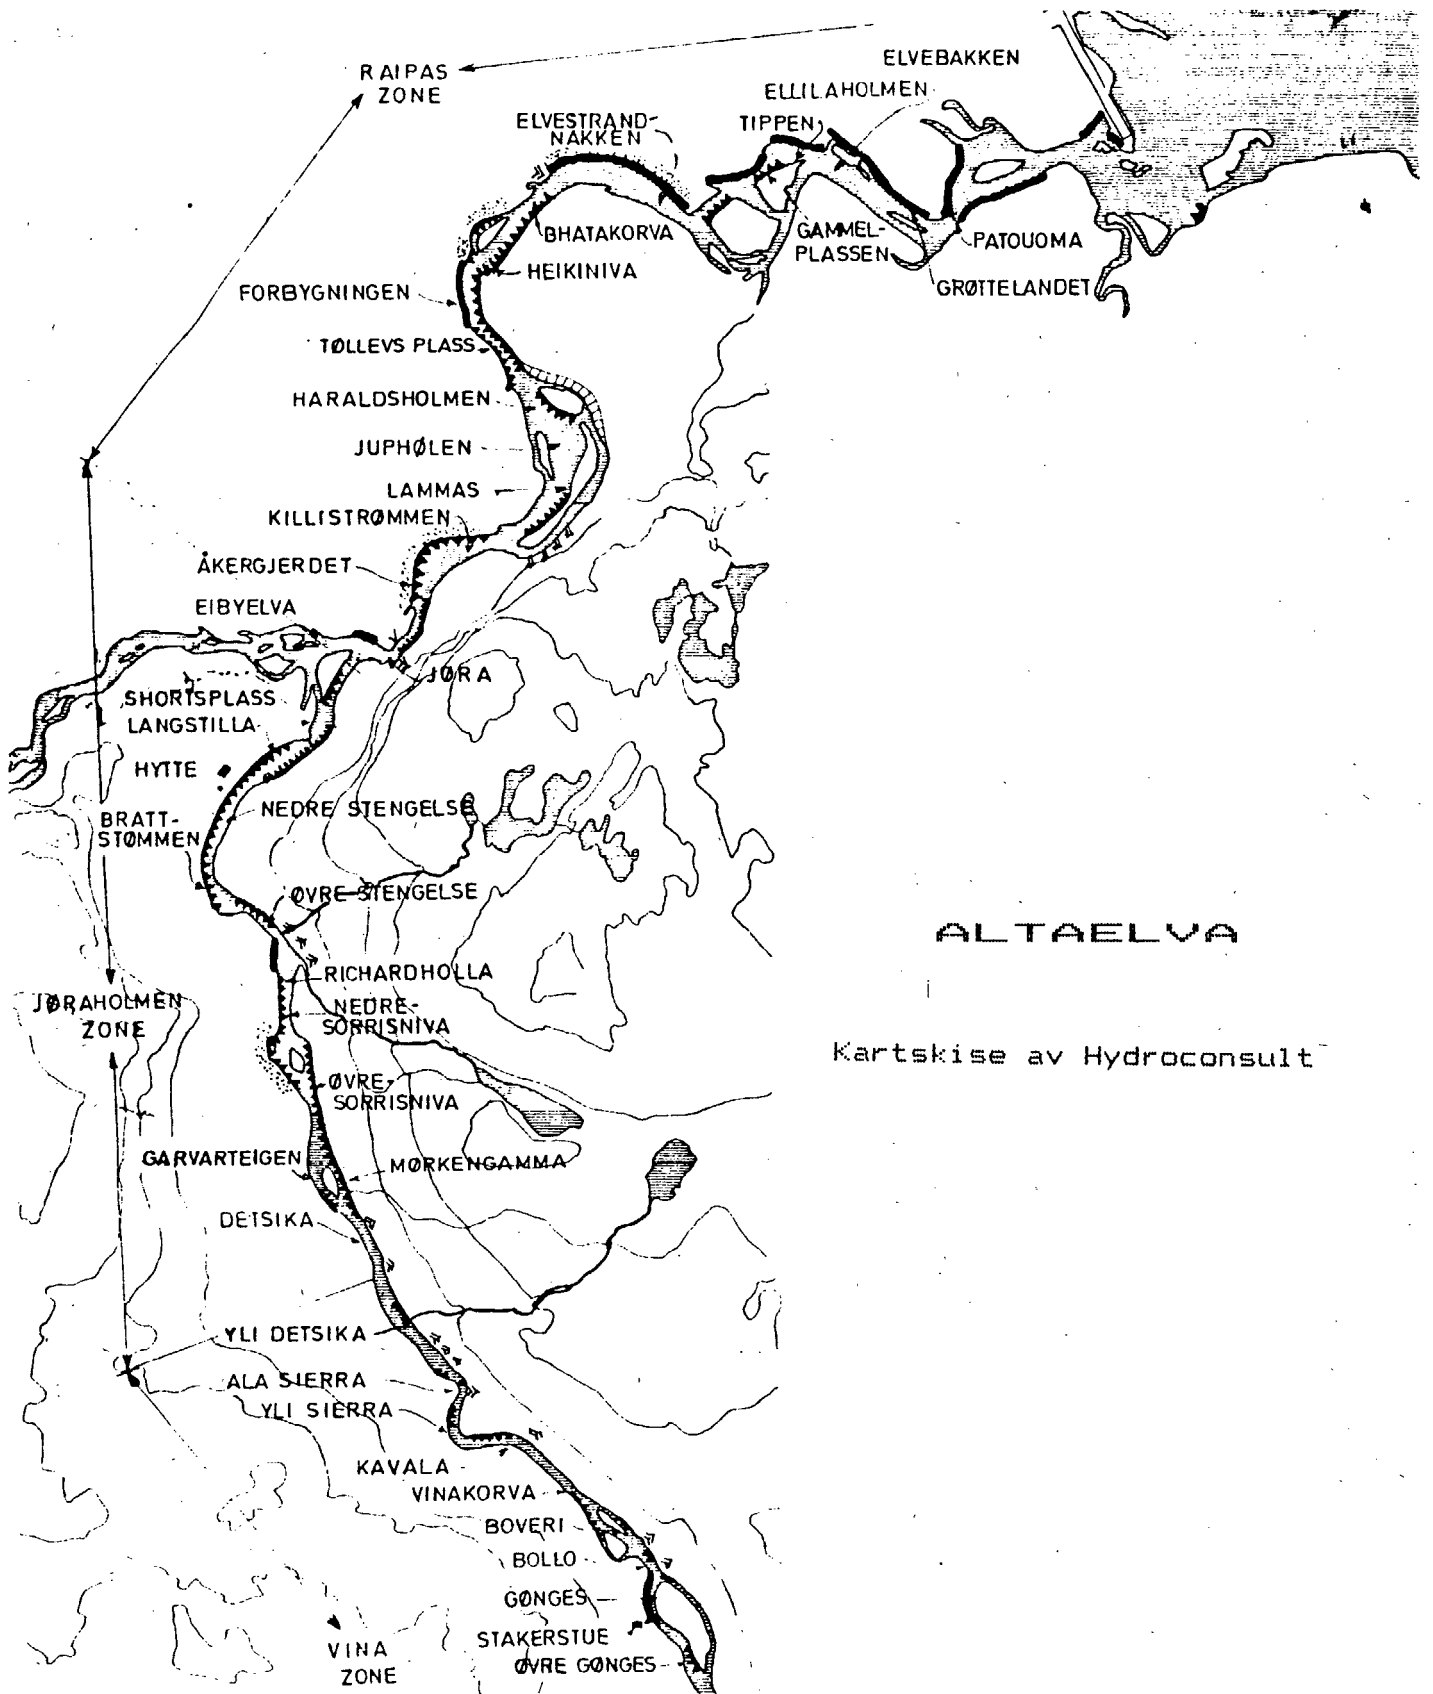 RAIPAS
ZONE
ELVEBAKKEN
ELLILAHOLMEN
TIPPEN
ELVESTRAND-
NAKKEN
BHATAKORVA
HEIKINIVA
GAMMEL-
PLASSEN
PATOUOMA
GRØTTELANDET
FORBYGNINGEN
TØLLEVS PLASS
HARALDSHOLMEN
JUPHØLEN
LAMMAS
KILLISTRØMMEN
ÅKERGJERDET
EIBYELVA
JØRA
SHORTSPLASS
LANGSTILLA
HYTTE
NEDRE STENGELSE
BRATT-
STØMMEN
ØVRE STENGELSE
ALTAELVA
i
Kartskise av Hydroconsult
RICHARDHOLLA
JØRAHOLMEN
ZONE
NEDRE-
SORRISNIVA
ØVRE-
SORRISNIVA
GARVARTEIGEN
MØRKENGAMMA
DETSIKA
YLI DETSIKA
ALA SIERRA
YLI SIERRA
KAVALA
VINAKORVA
BOVERI
BOLLO
GØNGES
STAKERSTUE
ØVRE GØNGES
VINA
ZONE